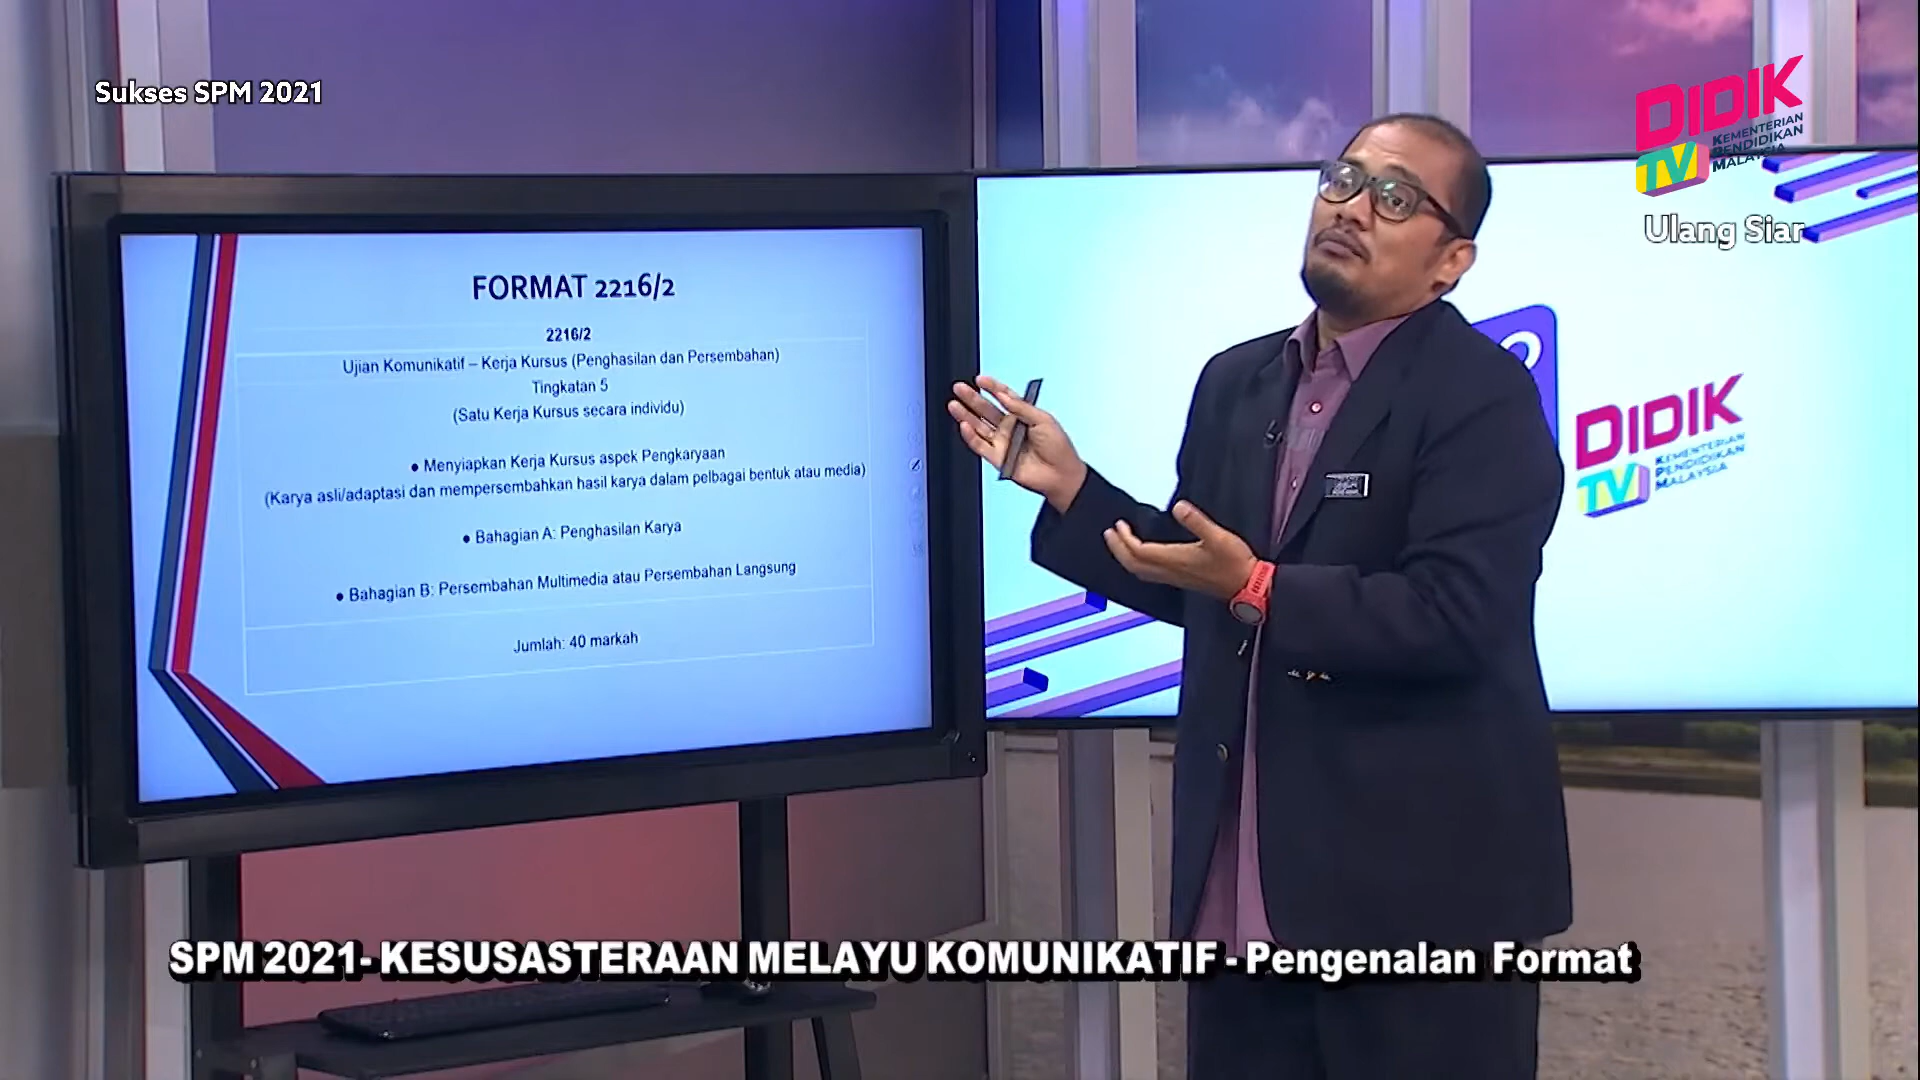 Sukses SPM 2021
DIDIK
TV
KEMENTERIAN
PENDIDIKAN
MALAYSIA
Ulang Siar
FORMAT 2216/2
2216/2
Ujian Komunikatif – Kerja Kursus (Penghasilan dan Persembahan)
Tingkatan 5
(Satu Kerja Kursus secara individu)
● Menyiapkan Kerja Kursus aspek Pengkaryaan
(Karya asli/adaptasi dan mempersembahkan hasil karya dalam pelbagai bentuk atau media)
● Bahagian A: Penghasilan Karya
● Bahagian B: Persembahan Multimedia atau Persembahan Langsung
Jumlah: 40 markah
DIDIK
TV
KEMENTERIAN
PENDIDIKAN
MALAYSIA
SPM 2021- KESUSASTERAAN MELAYU KOMUNIKATIF - Pengenalan Format